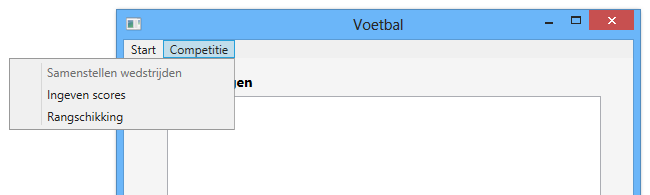 Voetbal
Start Competitie
Samenstellen wedstrijden
Ingeven scores
Rangschikking